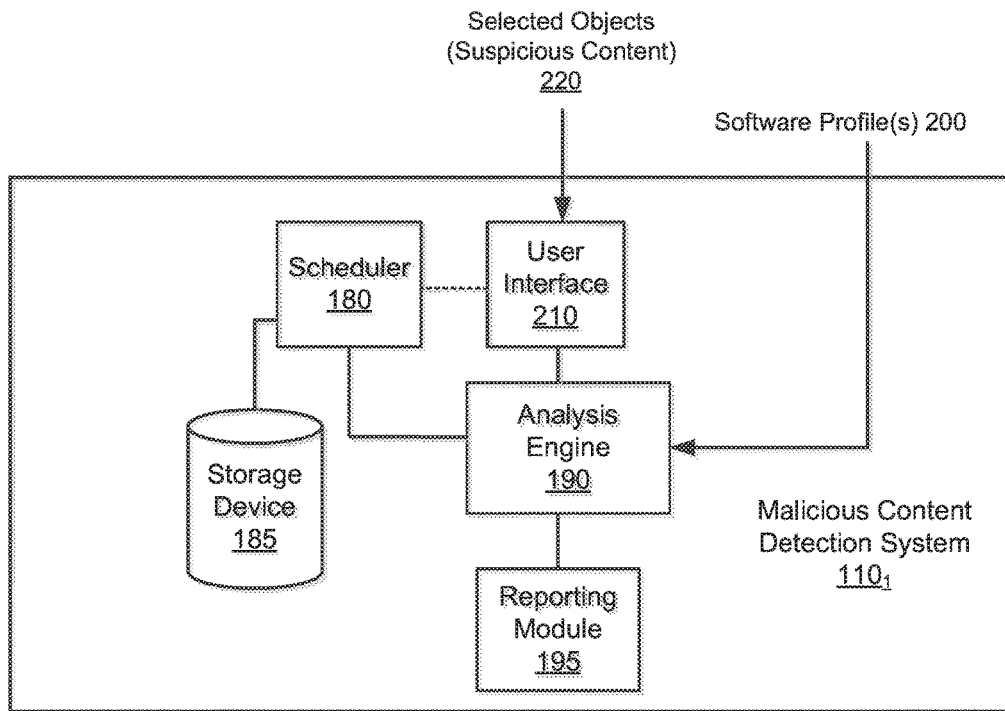 Selected Objects
(Suspicious Content)
220
Software Profile(s) 200
Scheduler
180
User
Interface
210
Analysis
Engine
190
Storage
Device
185
Malicious Content
Detection System
110₁
Reporting
Module
195